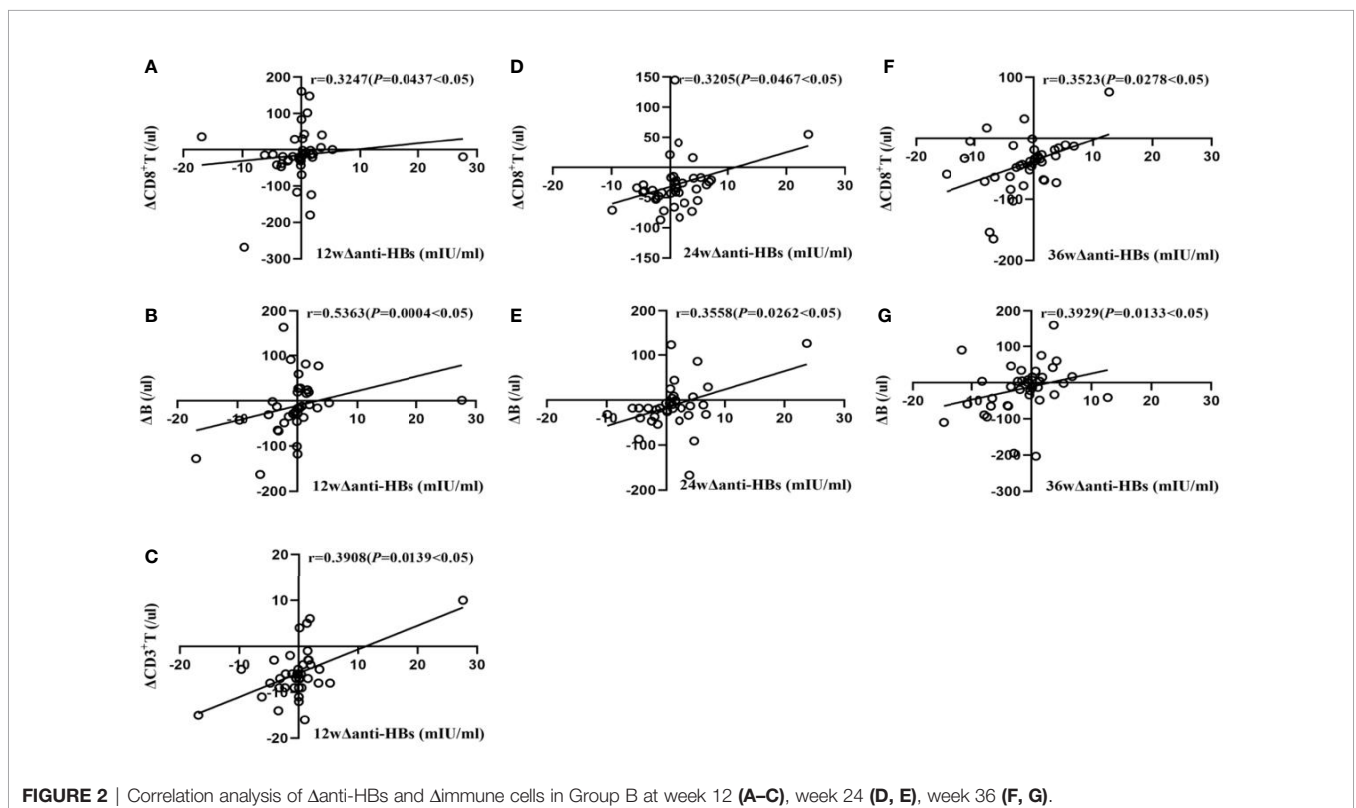 A
r=0.3247(P=0.0437<0.05)
ΔCD8+T (/ul)
200
100
-20
-10
10
20
30
-100
-200
-300
12wΔanti-HBs (mIU/ml)
D
r=0.3205(P=0.0467<0.05)
ΔCD8+T (/ul)
150
100
50
-20
-10
10
20
30
-50
-100
-150
24wΔanti-HBs (mIU/ml)
F
r=0.3523(P=0.0278<0.05)
ΔCD8+T (/ul)
100
-20
-10
10
20
30
-100
-200
36wΔanti-HBs (mIU/ml)
B
r=0.5363(P=0.0004<0.05)
ΔB (/ul)
200
100
-20
-10
10
20
30
-100
-200
12wΔanti-HBs (mIU/ml)
E
r=0.3558(P=0.0262<0.05)
ΔB (/ul)
200
100
-20
-10
10
20
30
-100
-200
24wΔanti-HBs (mIU/ml)
G
r=0.3929(P=0.0133<0.05)
ΔB (/ul)
200
100
-20
-10
10
20
30
-100
-200
-300
36wΔanti-HBs (mIU/ml)
C
r=0.3908(P=0.0139<0.05)
ΔCD3+T (/ul)
20
10
-20
-10
10
20
30
-10
-20
12wΔanti-HBs (mIU/ml)
FIGURE 2 | Correlation analysis of Δanti-HBs and Δimmune cells in Group B at week 12 (A–C), week 24 (D, E), week 36 (F, G).